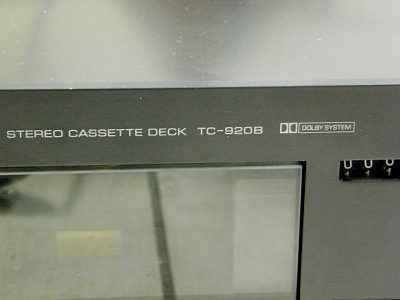 STEREO CASSETTE DECK TC-920B DOLBY SYSTEM
0 0 0